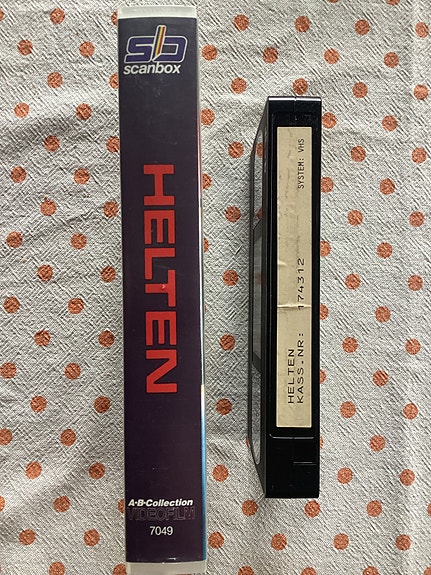 sb
scanbox
HELTEN
A·B·Collection
VIDEOFILM
7049
HELTEN
KASS.NR: 174312
SYSTEM: VHS